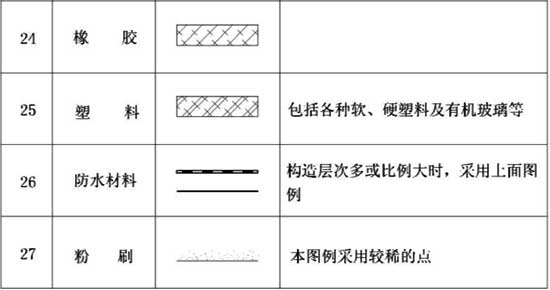 24 橡 胶
25 塑 料 包括各种软、硬塑料及有机玻璃等
26 防水材料 构造层次多或比例大时，采用上面图
例
27 粉 刷 本图例采用较稀的点